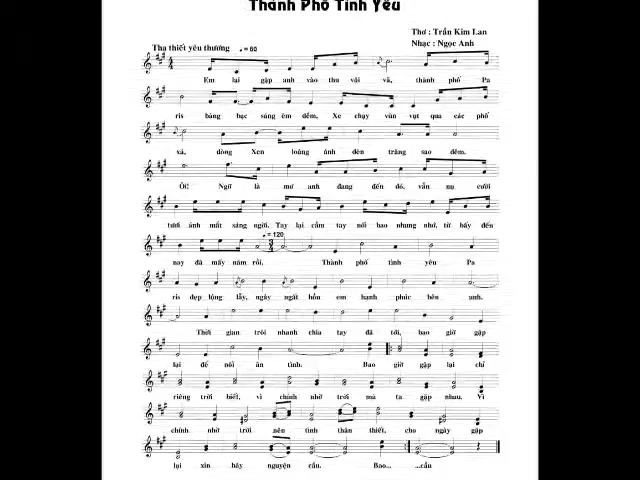 Thành Phố Tình Yêu
Thơ : Trần Kim Lan
Nhạc : Ngọc Anh
Tha thiết yêu thương ♩ = 60
Em lại gặp anh vào thu vội vã, thành phố Pa
ris bàng bạc sáng êm đềm, Xe chạy vùn vụt qua các phố
xá, dòng Xen loáng ánh đèn trăng sao đêm.
Ôi! Ngỡ là mơ anh đang đến đó, vẫn nụ cười
tươi ánh mắt sáng ngời. Tay lại cầm tay nồi bao nhung nhớ, từ bấy đến
= 120
nay đã mấy năm rồi, Thành phố tình yêu Pa
ris đẹp lộng lẫy, ngây ngất hồn em hạnh phúc bên anh.
Thời gian trôi nhanh chia tay đã tới, bao giờ gặp
lại để nối ân tình. Bao giờ gặp lại chỉ
riêng trời biết, vì chính nhờ trời mà ta gặp nhau. Vì
chính nhờ trời nên tình thân thiết, cho ngày gặp
lại xin hãy nguyện cầu. Bao... ...cầu